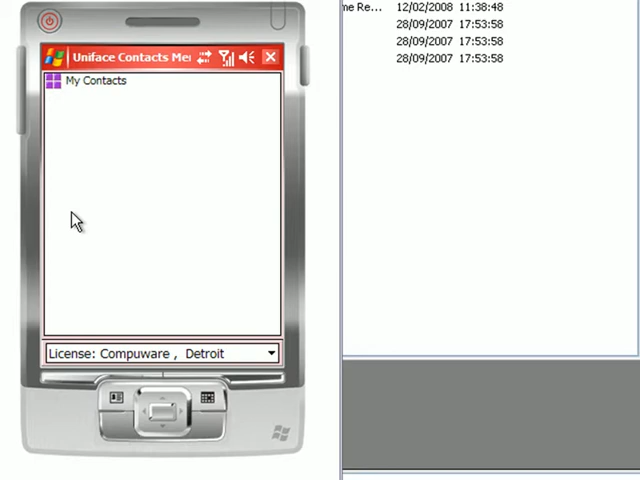 Uniface Contacts Me
My Contacts
License: Compuware , Detroit
me Re... 12/02/2008 11:38:48
28/09/2007 17:53:58
28/09/2007 17:53:58
28/09/2007 17:53:58